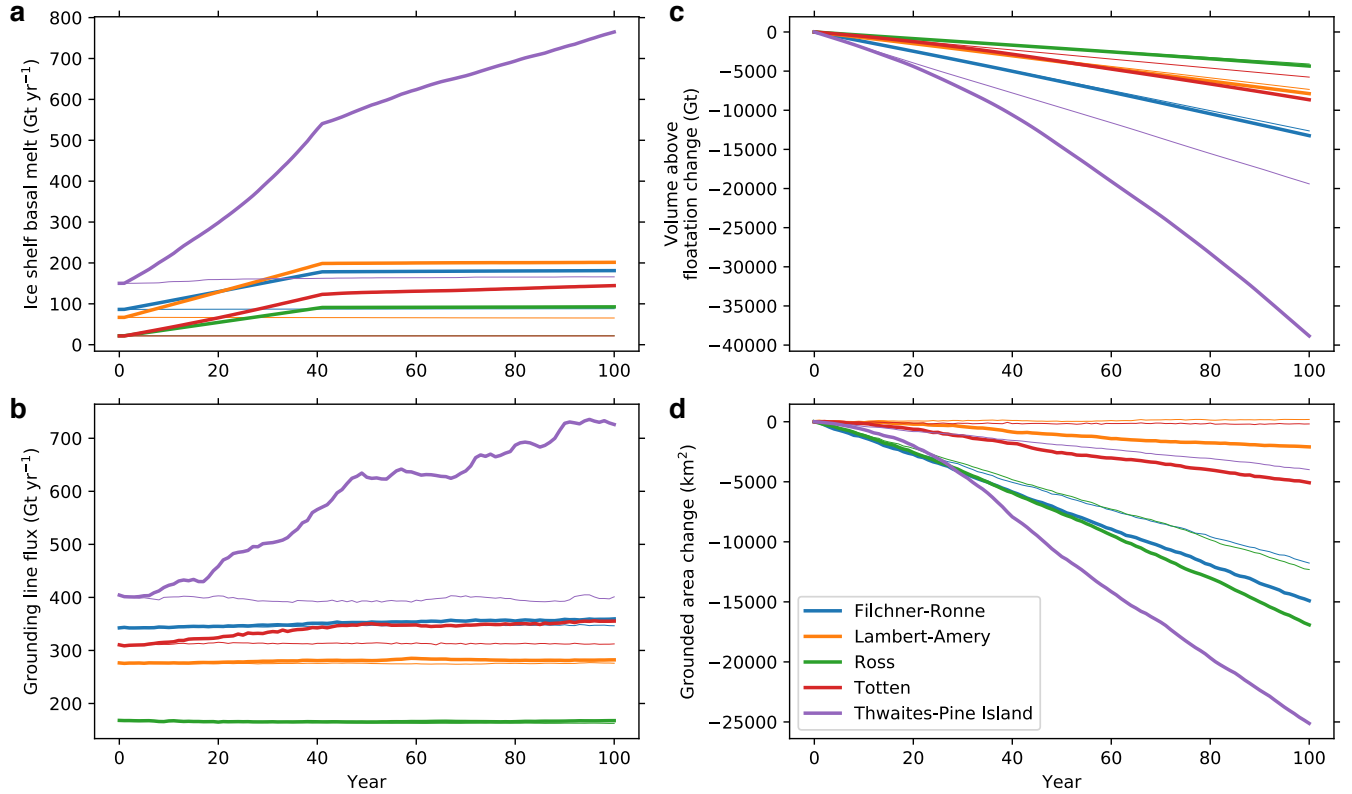 a
Ice shelf basal melt (Gt yr⁻¹)
800
700
600
500
400
300
200
100
0
0 20 40 60 80 100
b
Grounding line flux (Gt yr⁻¹)
700
600
500
400
300
200
0 20 40 60 80 100
Year
c
Volume above
floatation change (Gt)
0
−5000
−10000
−15000
−20000
−25000
−30000
−35000
−40000
0 20 40 60 80 100
d
Grounded area change (km²)
0
−5000
−10000
−15000
−20000
−25000
Filchner-Ronne
Lambert-Amery
Ross
Totten
Thwaites-Pine Island
0 20 40 60 80 100
Year